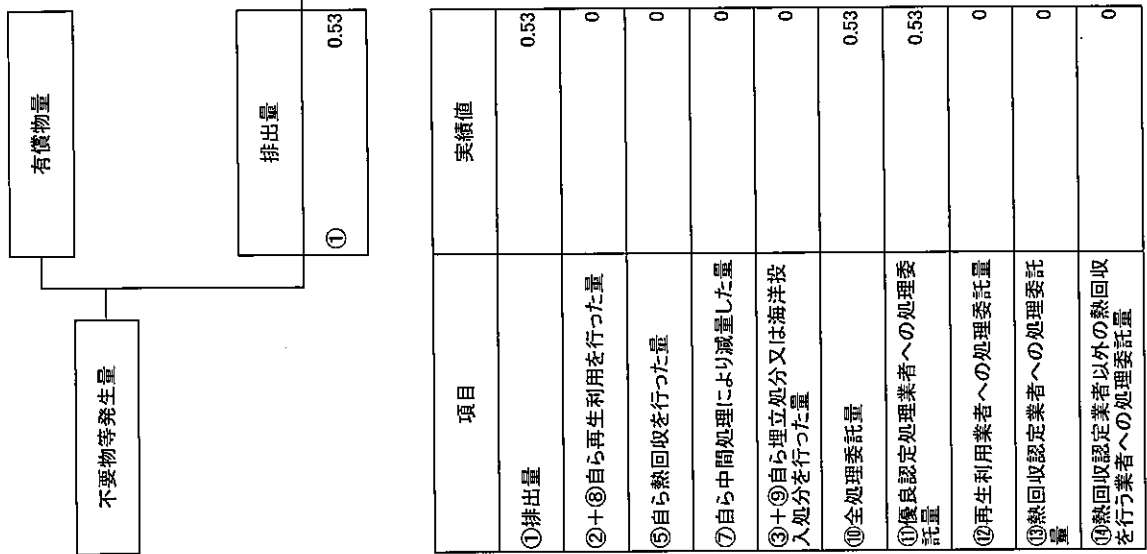 不要物等発生量
有償物量
排出量
① 0.53
項目 実績値
①排出量 0.53
②+⑧自ら再生利用を行った量 0
⑤自ら熱回収を行った量 0
⑦自ら中間処理により減量した量 0
③+⑨自ら埋立処分又は海洋投
入処分を行った量 0
⑩全処理委託量 0.53
⑪優良認定処理業者への処理委
託量 0.53
⑫再生利用業者への処理委託量 0
⑬熱回収認定業者への処理委託
量 0
⑭熱回収認定業者以外の熱回収
を行う業者への処理委託量 0